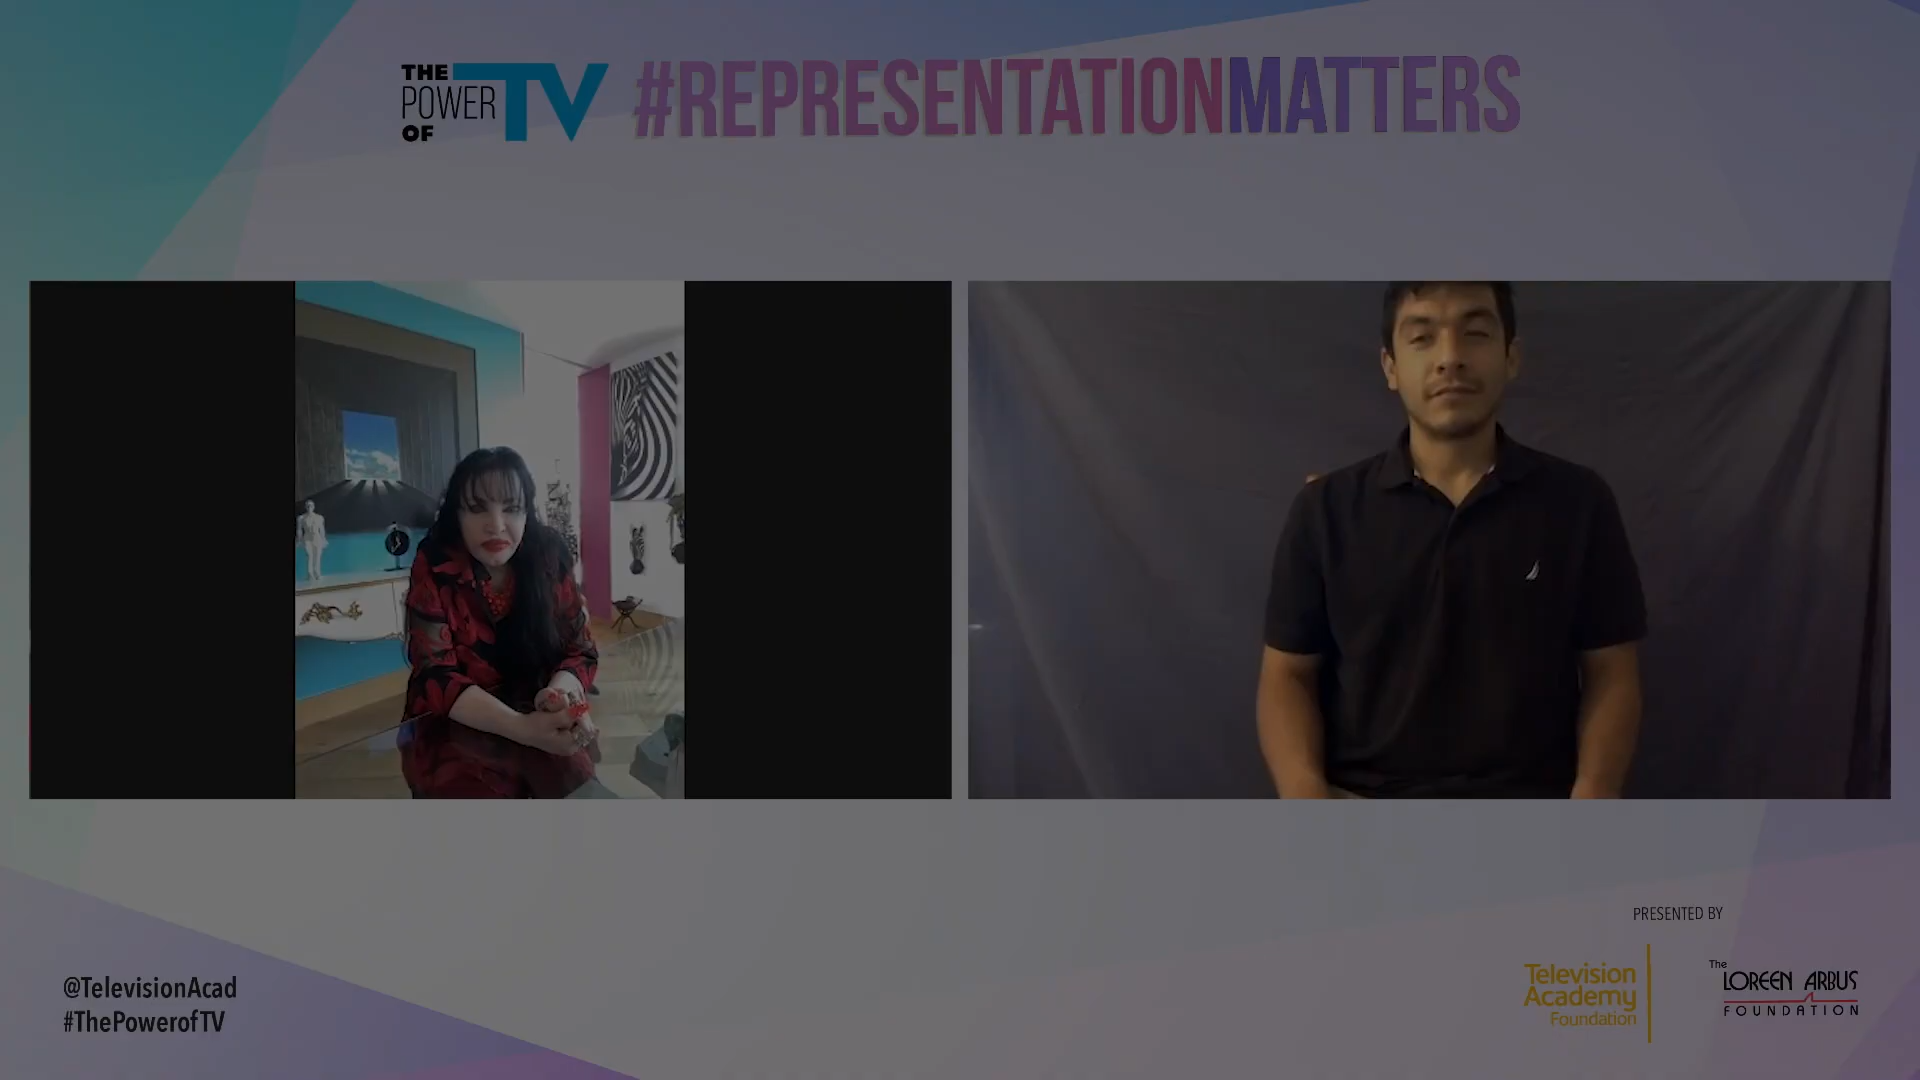 THE
POWER
OF
TV
#REPRESENTATIONMATTERS
PRESENTED BY
Television
Academy
Foundation
The
LOREEN ARBUS
FOUNDATION
@TelevisionAcad
#ThePowerofTV